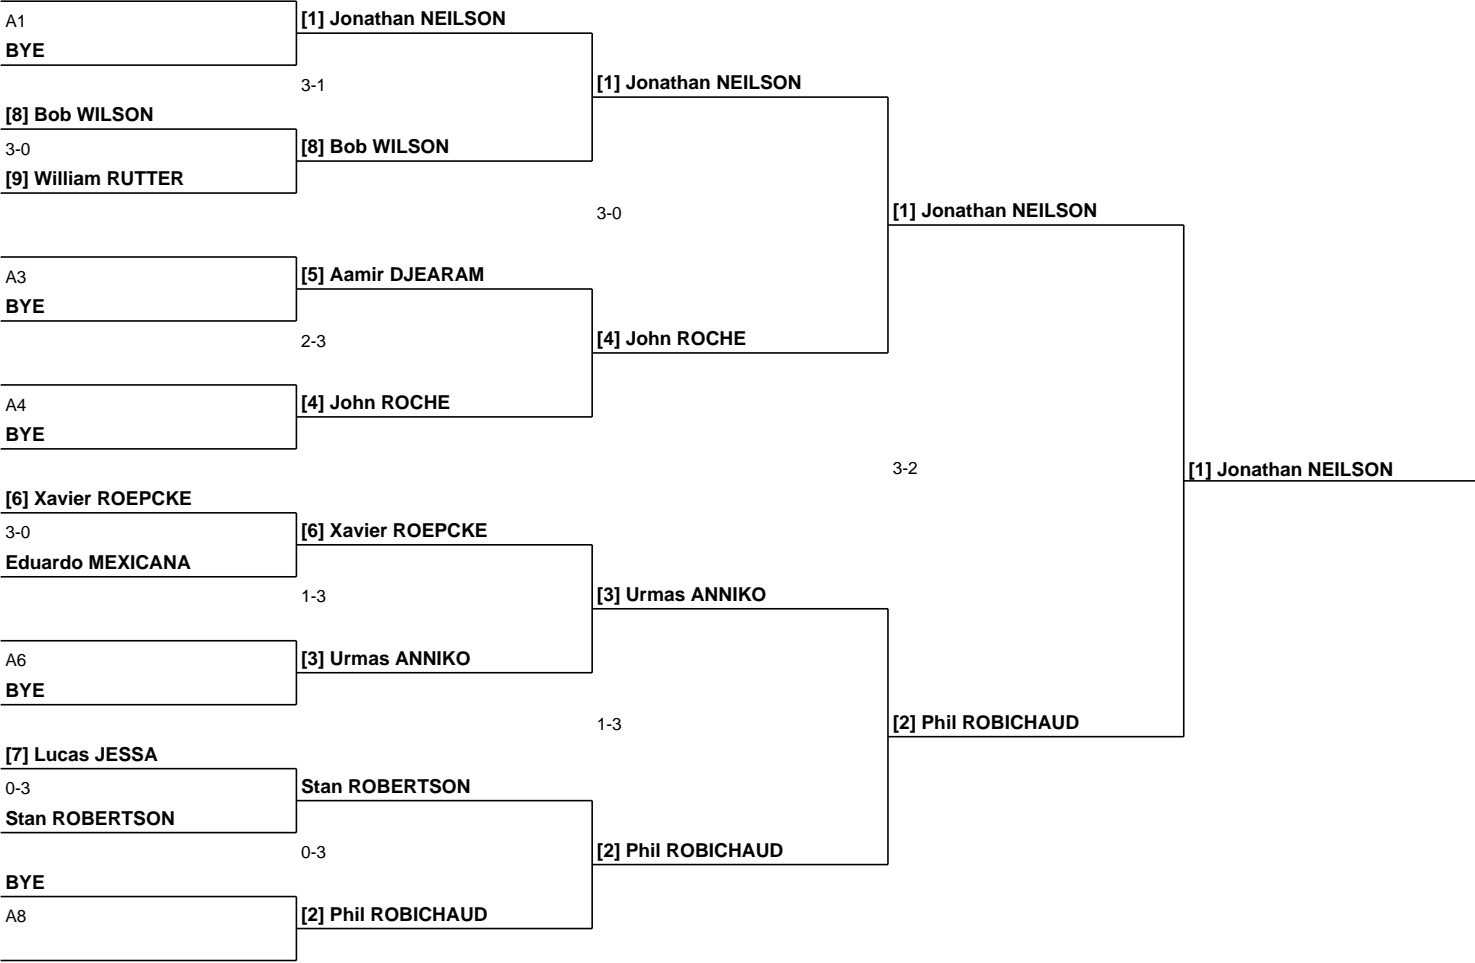 A1
BYE
[1] Jonathan NEILSON
3-1
[8] Bob WILSON
3-0
[9] William RUTTER
[8] Bob WILSON
[1] Jonathan NEILSON
3-0
A3
BYE
[5] Aamir DJEARAM
2-3
A4
BYE
[4] John ROCHE
[4] John ROCHE
[1] Jonathan NEILSON
3-2
[1] Jonathan NEILSON
[6] Xavier ROEPCKE
3-0
Eduardo MEXICANA
[6] Xavier ROEPCKE
1-3
A6
BYE
[3] Urmas ANNIKO
[3] Urmas ANNIKO
1-3
[7] Lucas JESSA
0-3
Stan ROBERTSON
Stan ROBERTSON
0-3
BYE
A8
[2] Phil ROBICHAUD
[2] Phil ROBICHAUD
[2] Phil ROBICHAUD